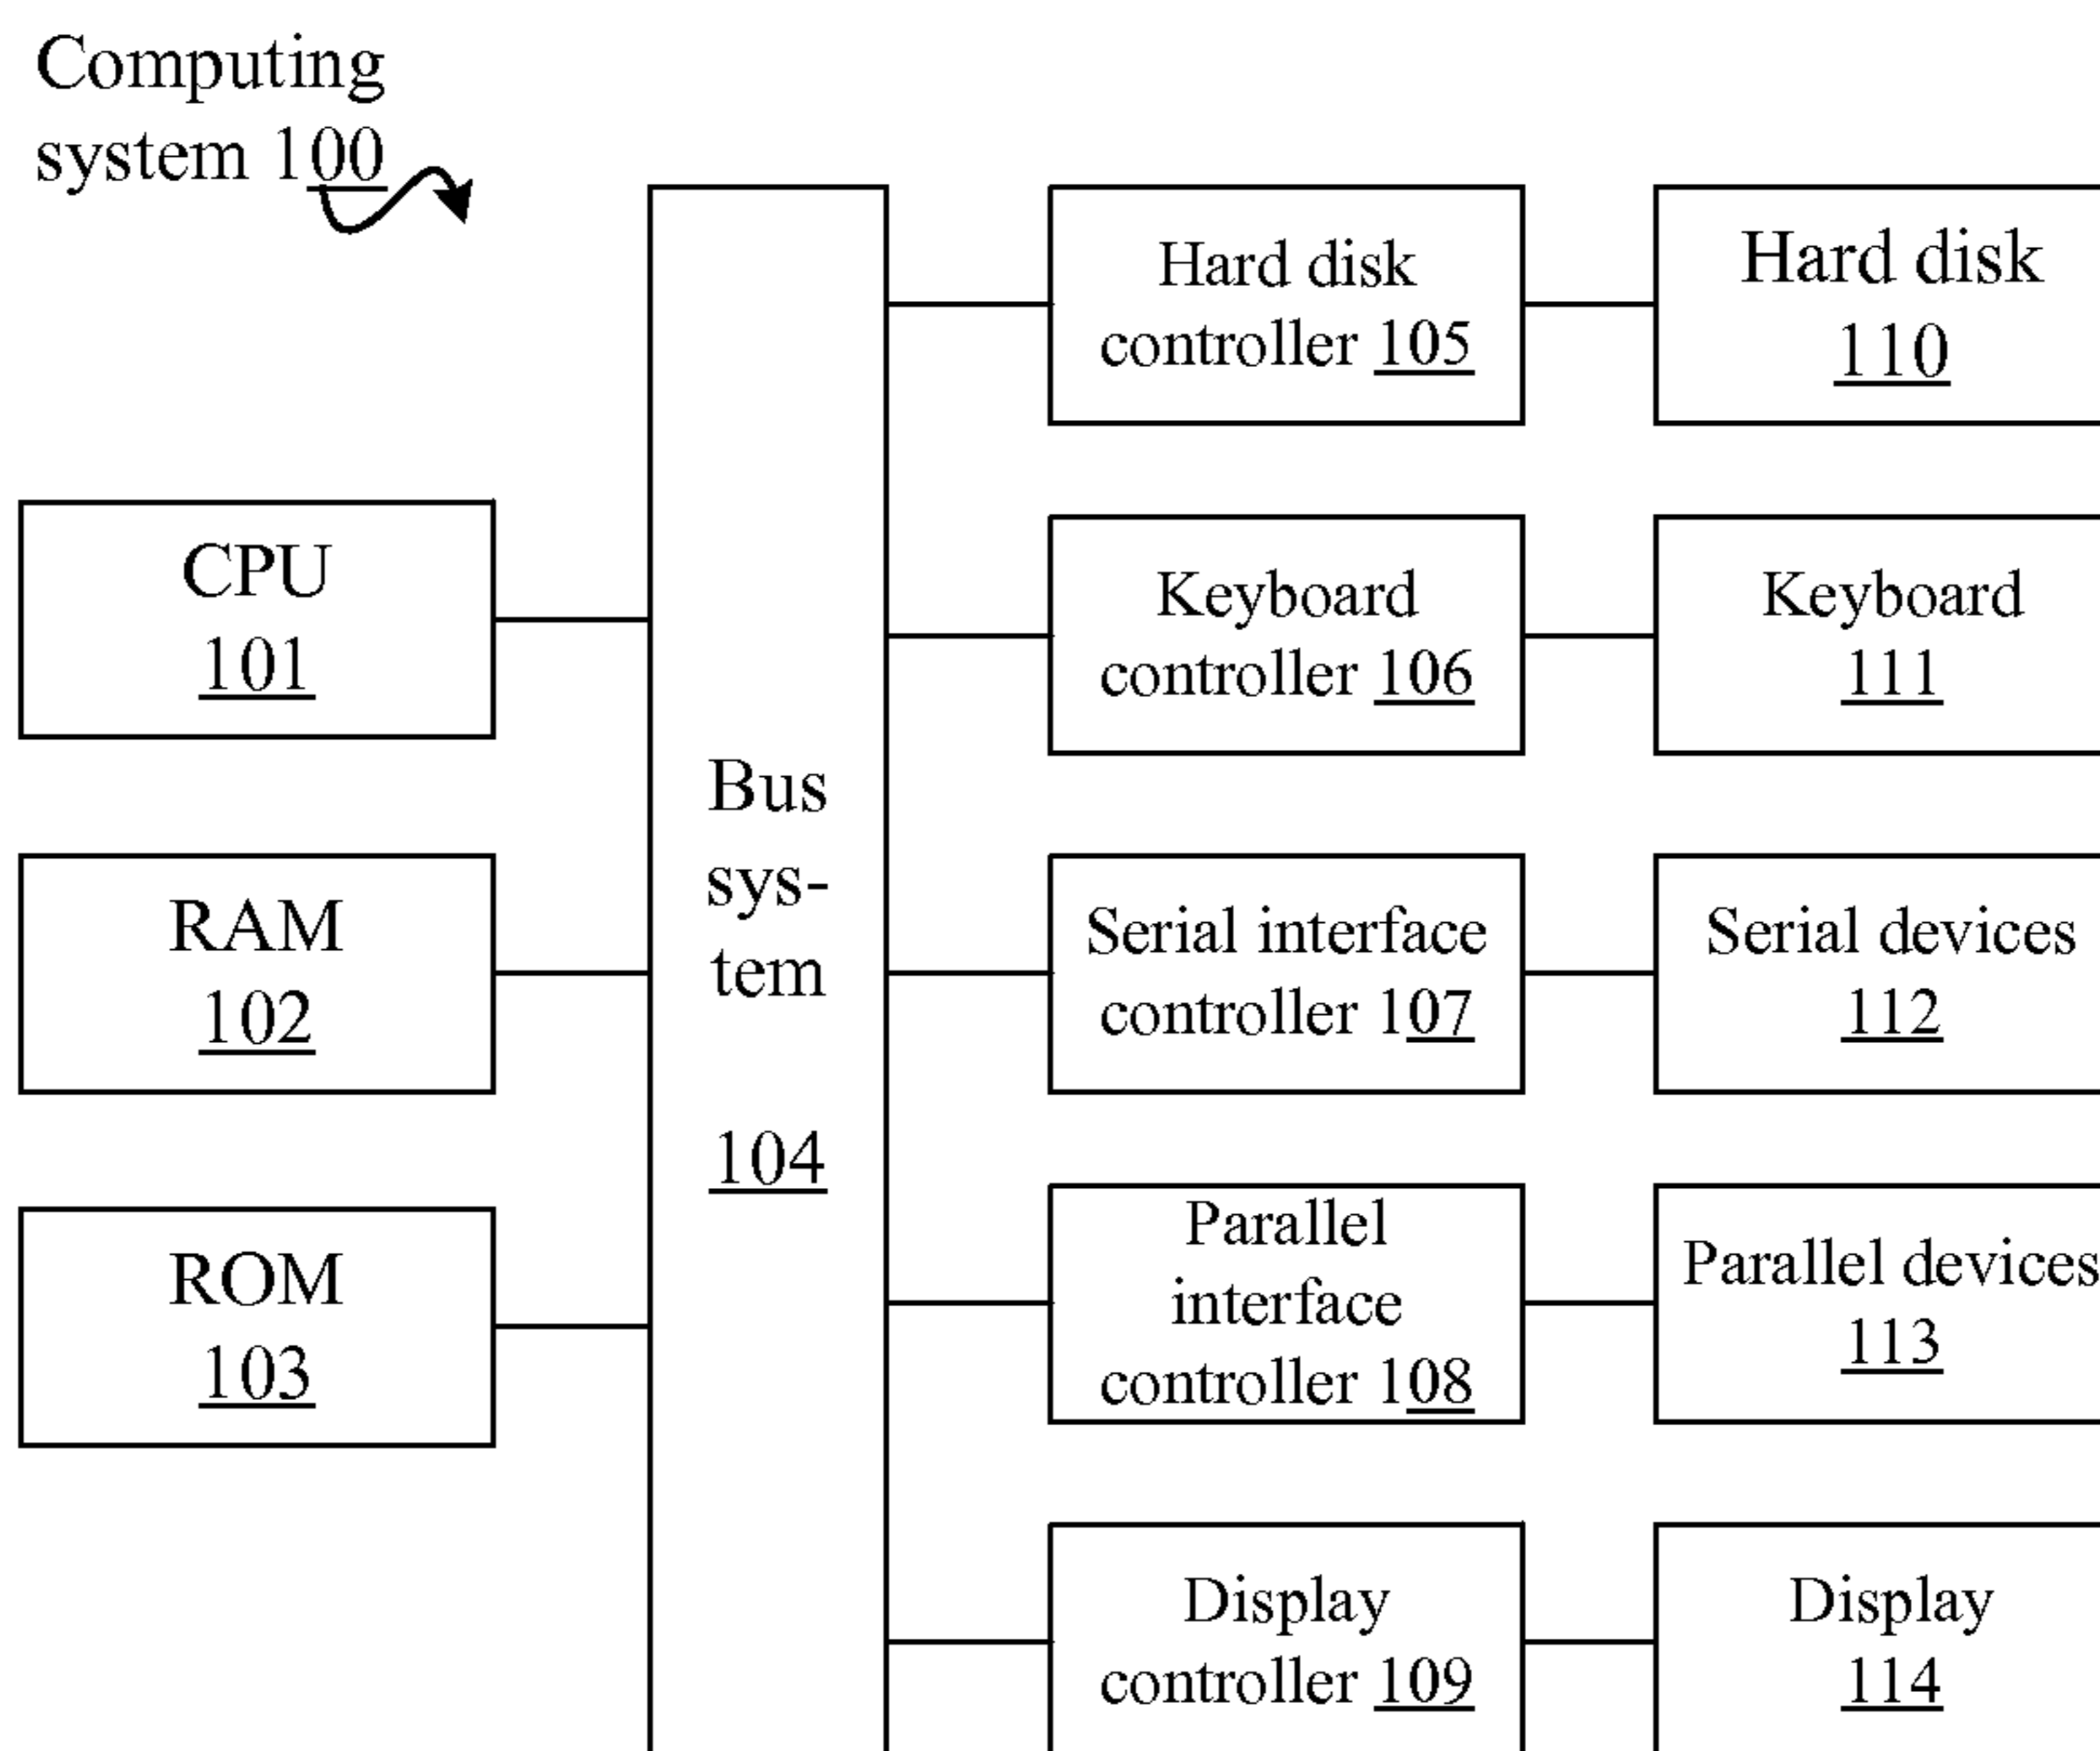 Computing
system 100
CPU
101
RAM
102
ROM
103
Bus
sys-
tem
104
Hard disk
controller 105
Keyboard
controller 106
Serial interface
controller 107
Parallel
interface
controller 108
Display
controller 109
Hard disk
110
Keyboard
111
Serial devices
112
Parallel devices
113
Display
114